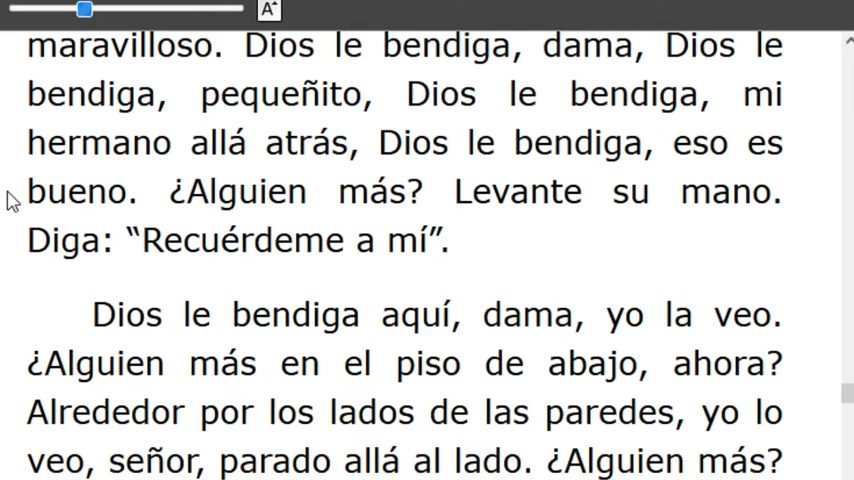 A
maravilloso. Dios le bendiga, dama, Dios le
bendiga, pequeñito, Dios le bendiga, mi
hermano allá atrás, Dios le bendiga, eso es
bueno. ¿Alguien más? Levante su mano.
Diga: “Recuérdeme a mí”.
Dios le bendiga aquí, dama, yo la veo.
¿Alguien más en el piso de abajo, ahora?
Alrededor por los lados de las paredes, yo lo
veo, señor, parado allá al lado. ¿Alguien más?